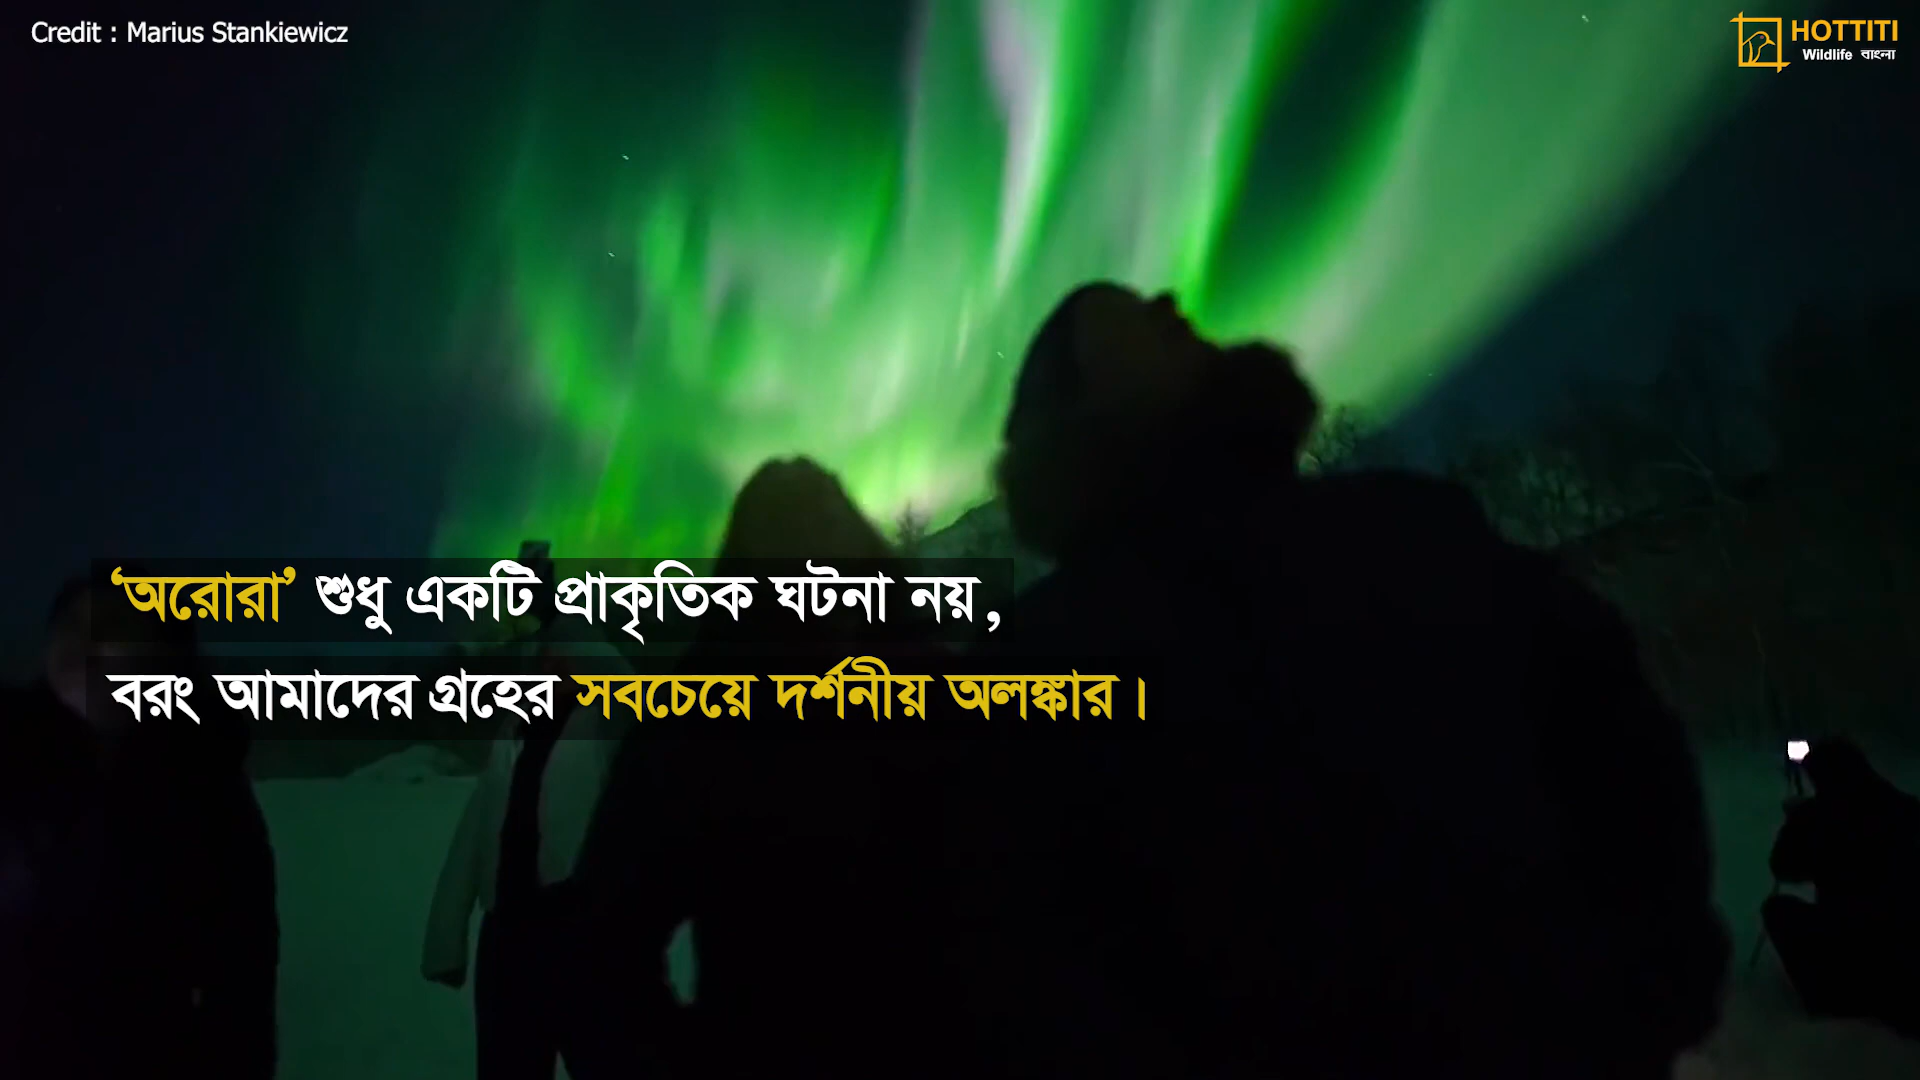 Credit : Marius Stankiewicz
HOTTITI
Wildlife বাংলা
‘অরোরা’ শুধু একটি প্রাকৃতিক ঘটনা নয়,
বরং আমাদের গ্রহের সবচেয়ে দর্শনীয় অলঙ্কার।